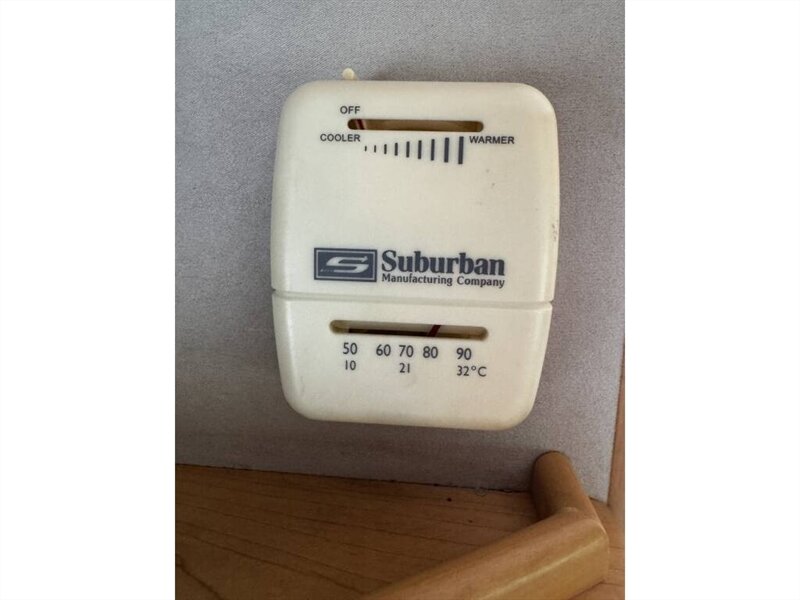 OFF
COOLER WARMER
Suburban
Manufacturing Company
50 60 70 80 90
10 21 32°C